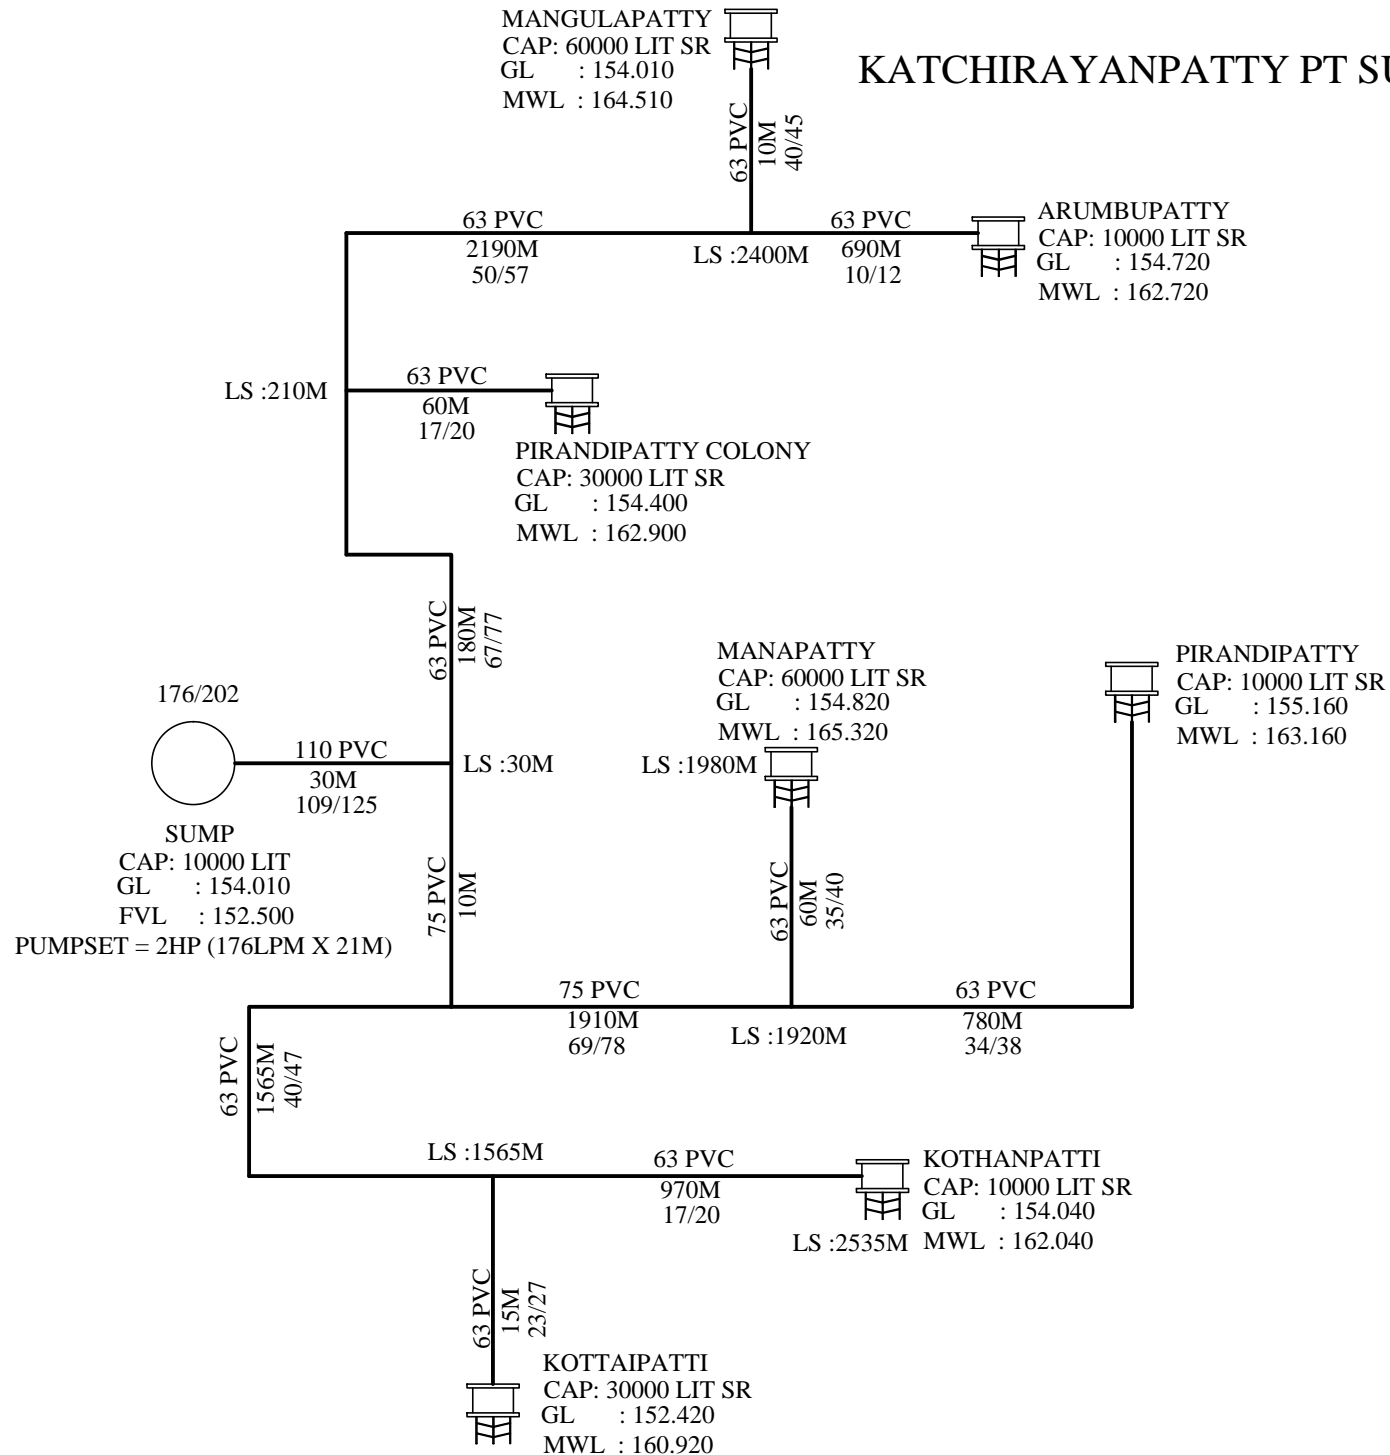 MANGULAPATTY
CAP: 60000 LIT SR
GL : 154.010
MWL : 164.510
KATCHIRAYANPATTY PT SU
63 PVC
10M
40/45
63 PVC
2190M
50/57
LS :2400M
63 PVC
690M
10/12
ARUMBUPATTY
CAP: 10000 LIT SR
GL : 154.720
MWL : 162.720
LS :210M
63 PVC
60M
17/20
PIRANDIPATTY COLONY
CAP: 30000 LIT SR
GL : 154.400
MWL : 162.900
63 PVC
180M
67/77
176/202
110 PVC
30M
109/125
LS :30M
SUMP
CAP: 10000 LIT
GL : 154.010
FVL : 152.500
PUMPSET = 2HP (176LPM X 21M)
75 PVC
10M
MANAPATTY
CAP: 60000 LIT SR
GL : 154.820
MWL : 165.320
LS :1980M
63 PVC
60M
35/40
PIRANDIPATTY
CAP: 10000 LIT SR
GL : 155.160
MWL : 163.160
75 PVC
1910M
69/78
LS :1920M
63 PVC
780M
34/38
63 PVC
1565M
40/47
LS :1565M
63 PVC
970M
17/20
KOTHANPATTI
CAP: 10000 LIT SR
GL : 154.040
MWL : 162.040
LS :2535M
63 PVC
15M
23/27
KOTTAIPATTI
CAP: 30000 LIT SR
GL : 152.420
MWL : 160.920